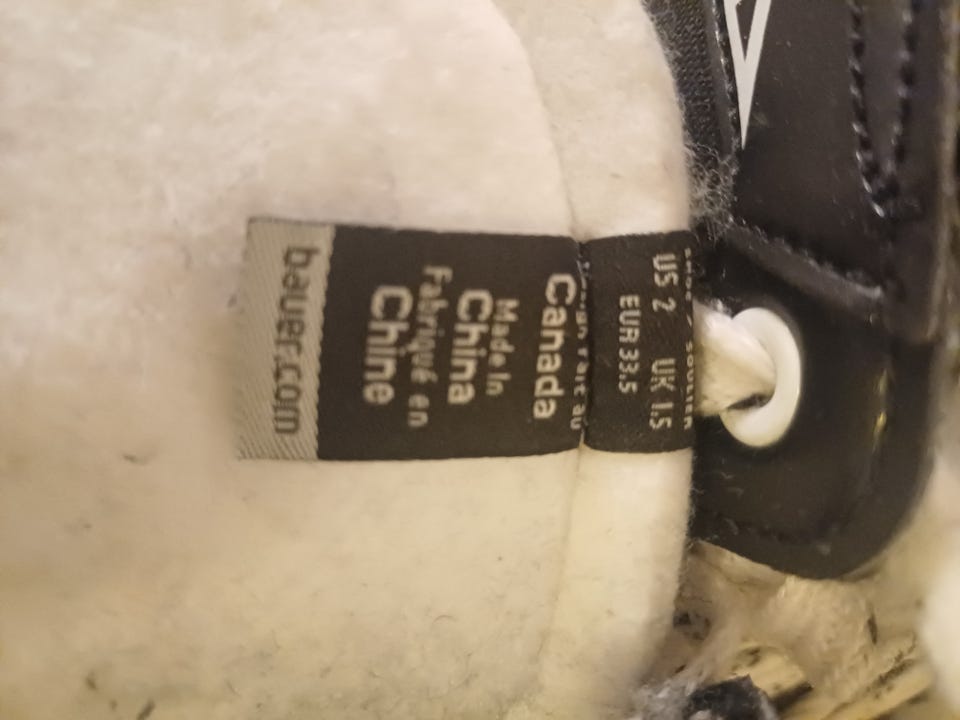 US 2 UK 1.5
EUR 33.5
Canada
Made In
China
Fabriqué en
Chine
bauer.com